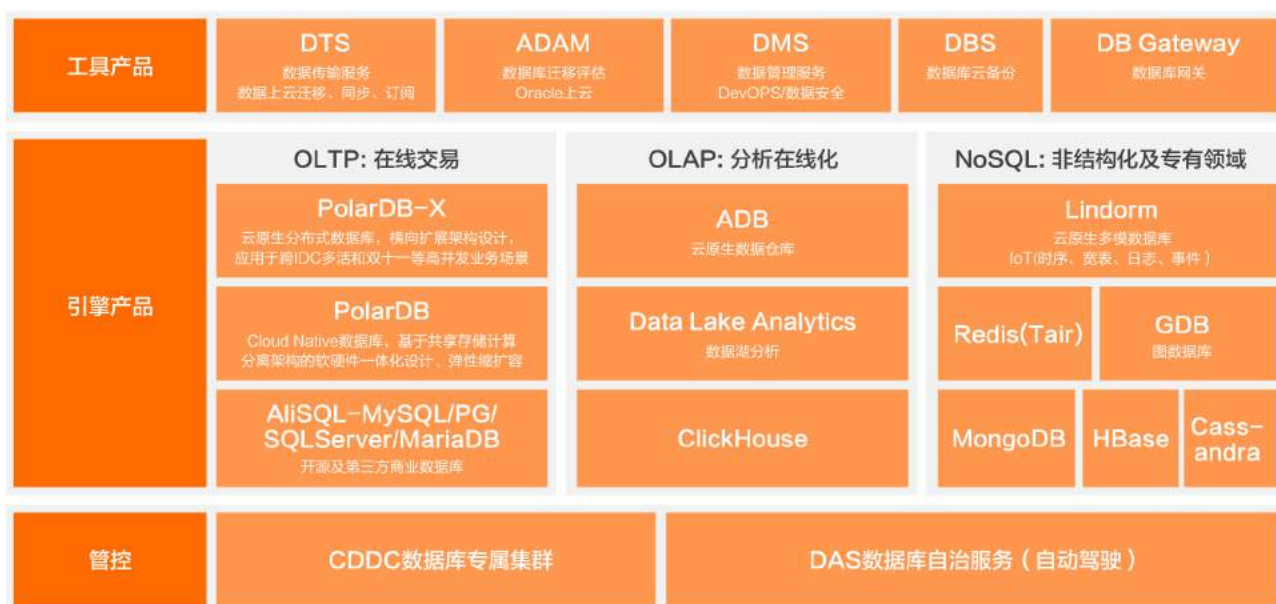 工具产品
DTS
数据传输服务
数据上云迁移、同步、订阅
ADAM
数据库迁移评估
Oracle上云
DMS
数据管理服务
DevOPS/数据安全
DBS
数据库云备份
DB Gateway
数据库网关
引擎产品
OLTP: 在线交易
PolarDB-X
云原生分布式数据库，横向扩展架构设计，
应用于跨IDC多活和双十一等高并发业务场景
PolarDB
Cloud Native数据库，基于共享存储计算
分离架构的软硬件一体化设计、弹性缩扩容
AliSQL-MySQL/PG/
SQLServer/MariaDB
开源及第三方商业数据库
OLAP: 分析在线化
ADB
云原生数据仓库
Data Lake Analytics
数据湖分析
ClickHouse
NoSQL: 非结构化及专有领域
Lindorm
云原生多模数据库
IoT(时序、宽表、日志、事件）
Redis(Tair)
GDB
图数据库
MongoDB
HBase
Cass-
andra
管控
CDDC数据库专属集群
DAS数据库自治服务（自动驾驶）